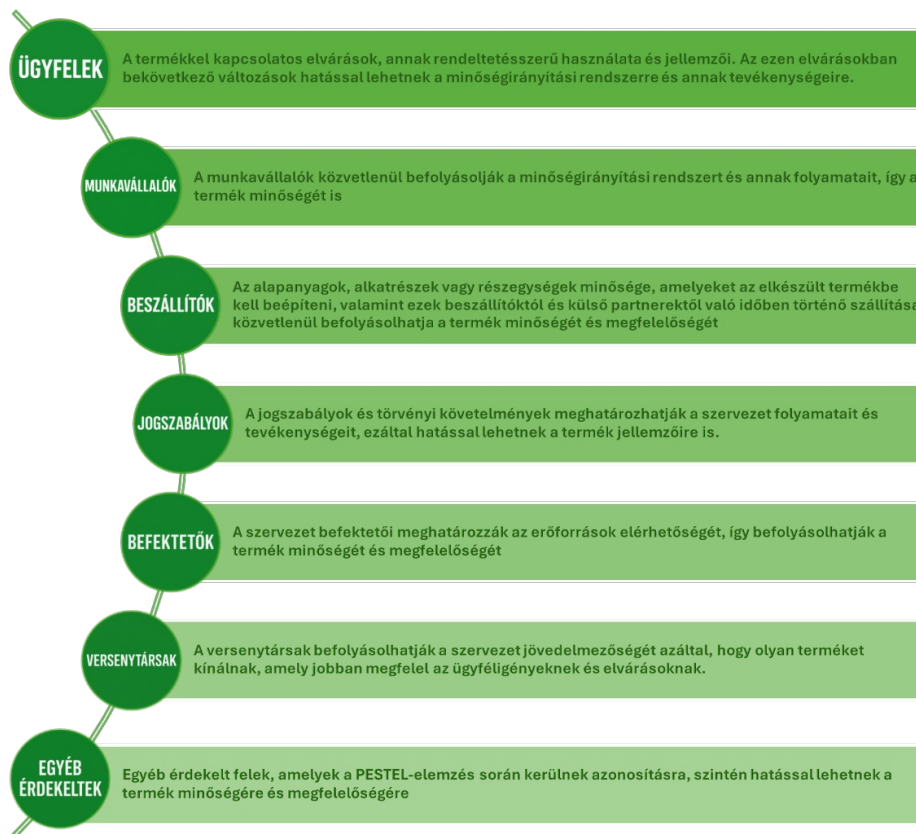 ÜGYFELEK
A termékkel kapcsolatos elvárások, annak rendeltetésszerű használata és jellemzői. Az ezen elvárásokban
bekövetkező változások hatással lehetnek a minőségirányítási rendszerre és annak tevékenységeire.
MUNKAVÁLLALÓK
A munkavállalók közvetlenül befolyásolják a minőségirányítási rendszert és annak folyamatait, így a
termék minőségét is
BESZÁLLÍTÓK
Az alapanyagok, alkatrészek vagy részegységek minősége, amelyeket az elkészült termékbe
kell beépíteni, valamint ezek beszállítóktól és külső partnerektől való időben történő szállítása
közvetlenül befolyásolhatja a termék minőségét és megfelelőségét
JOGSZABÁLYOK
A jogszabályok és törvényi követelmények meghatározhatják a szervezet folyamatait és
tevékenységeit, ezáltal hatással lehetnek a termék jellemzőire is.
BEFEKTETŐK
A szervezet befektetői meghatározzák az erőforrások elérhetőségét, így befolyásolhatják a
termék minőségét és megfelelőségét
VERSENYTÁRSAK
A versenytársak befolyásolhatják a szervezet jövedelmezőségét azáltal, hogy olyan terméket
kínálnak, amely jobban megfelel az ügyféligényeknek és elvárásoknak.
EGYÉB
ÉRDEKELTEK
Egyéb érdekelt felek, amelyek a PESTEL-elemzés során kerülnek azonosításra, szintén hatással lehetnek a
termék minőségére és megfelelőségére